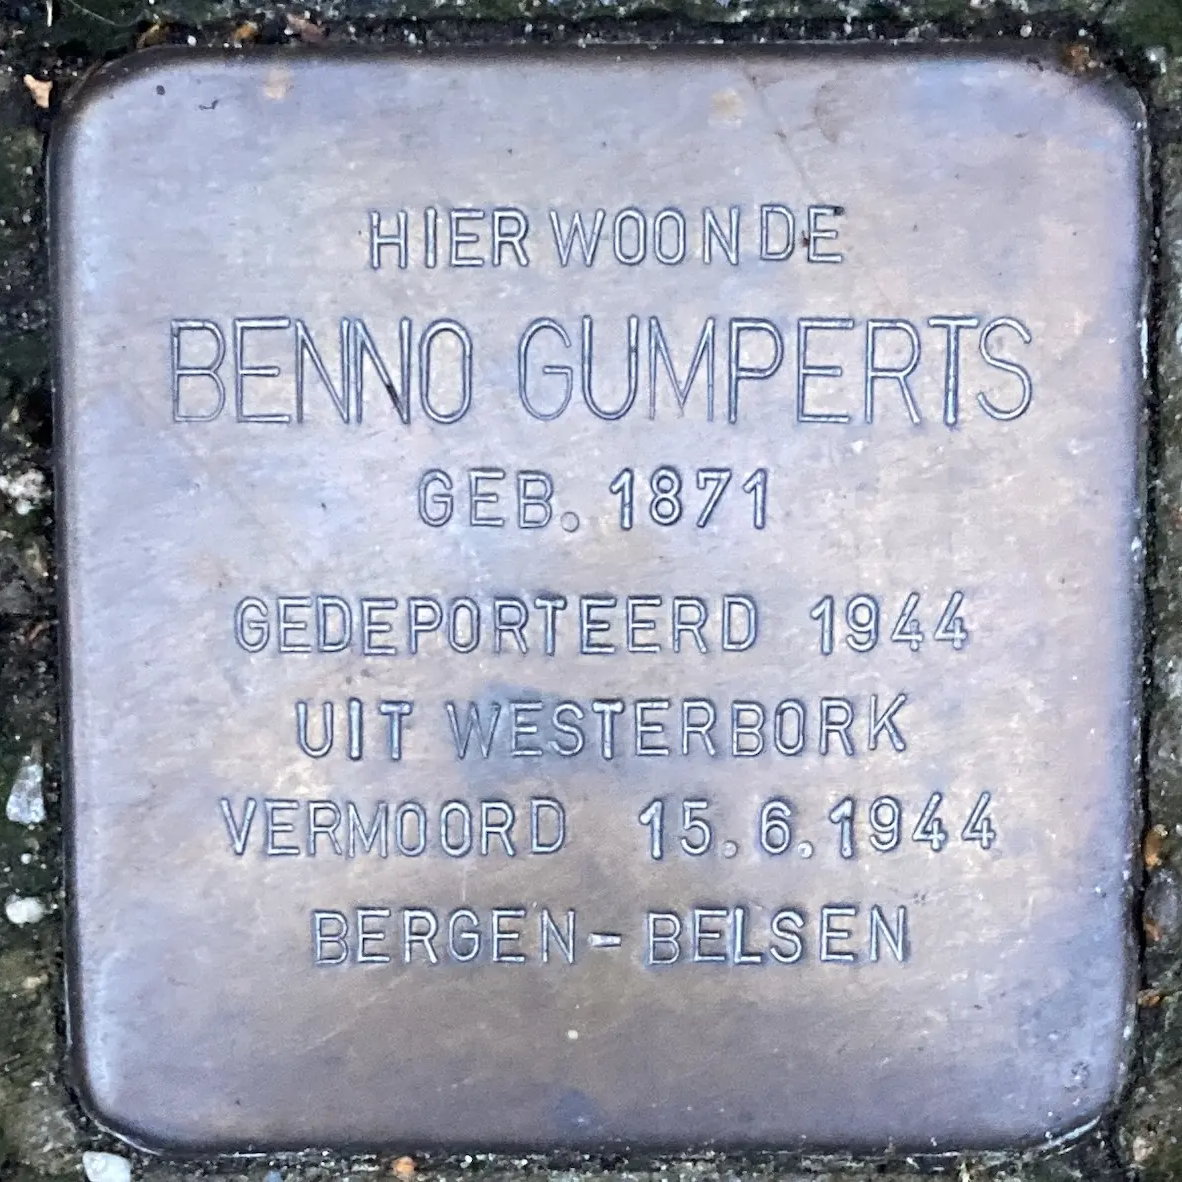 HIER WOONDE
BENNO GUMPERTS
GEB. 1871
GEDEPORTEERD 1944
UIT WESTERBORK
VERMOORD 15.6.1944
BERGEN-BELSEN